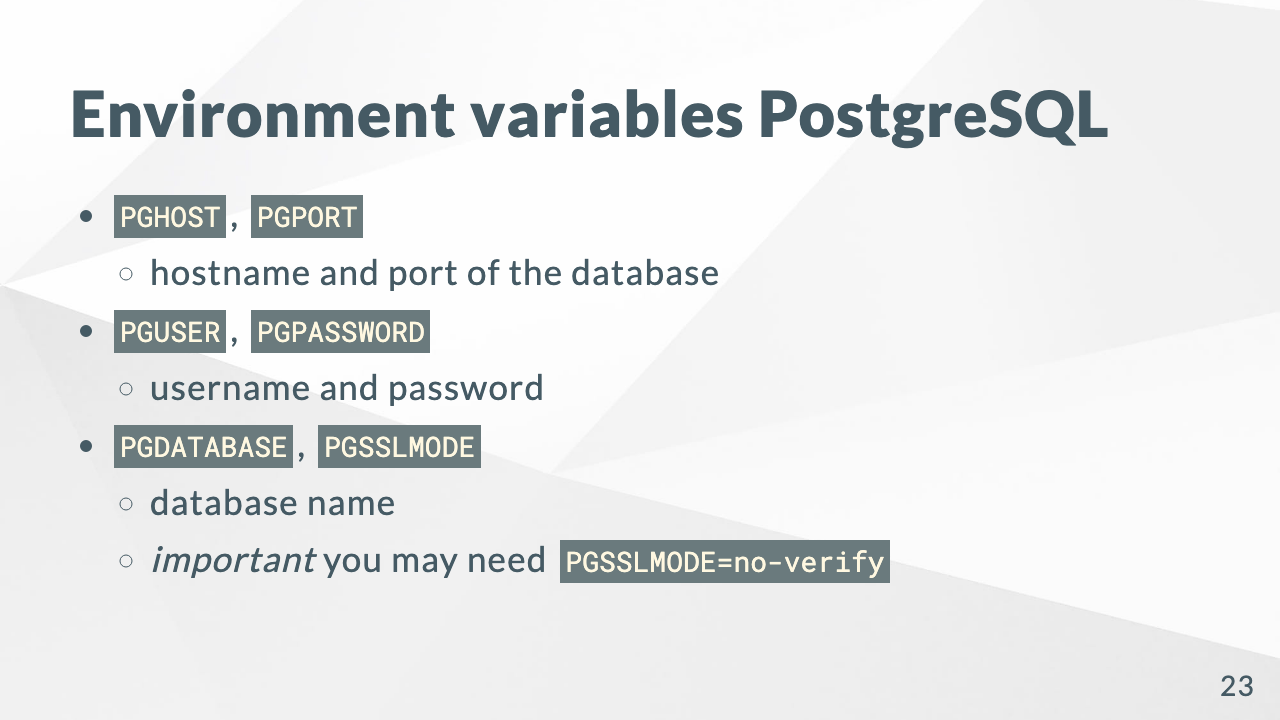 Environment variables PostgreSQL
PGHOST, PGPORT
hostname and port of the database
PGUSER, PGPASSWORD
username and password
PGDATABASE, PGSSLMODE
database name
important you may need PGSSLMODE=no-verify
23